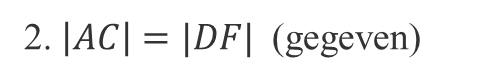 2. |AC| = |DF| (gegeven)